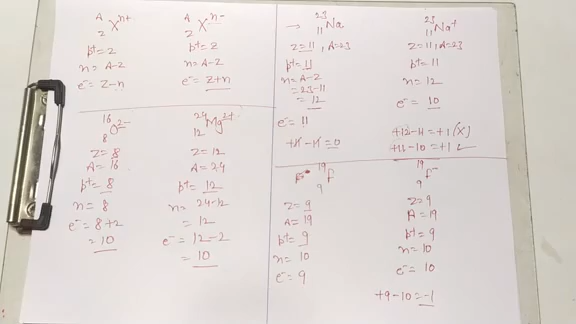 A Z Xn+
p+ = Z
n = A-Z
e- = Z-n
A Z Xn-
p+ = Z
n = A-Z
e- = Z+n
→ 23 11 Na
Z = 11, A = 23
p+ = 11
n = A-Z
= 23-11
= 12
e- = 11
+11 -11 = 0
23 11 Na+
Z = 11, A = 23
p+ = 11
n = 12
e- = 10
+12-11 = +1 (X)
+11-10 = +1 ✓
16 8 O2-
Z = 8
A = 16
p+ = 8
n = 8
e- = 8+2
= 10
24 12 Mg2+
Z = 12
A = 24
p+ = 12
n = 24-12
= 12
e- = 12-2
= 10
19 9 F
Z = 9
A = 19
p+ = 9
n = 10
e- = 9
19 9 F-
Z = 9
A = 19
p+ = 9
n = 10
e- = 10
+9-10 = -1